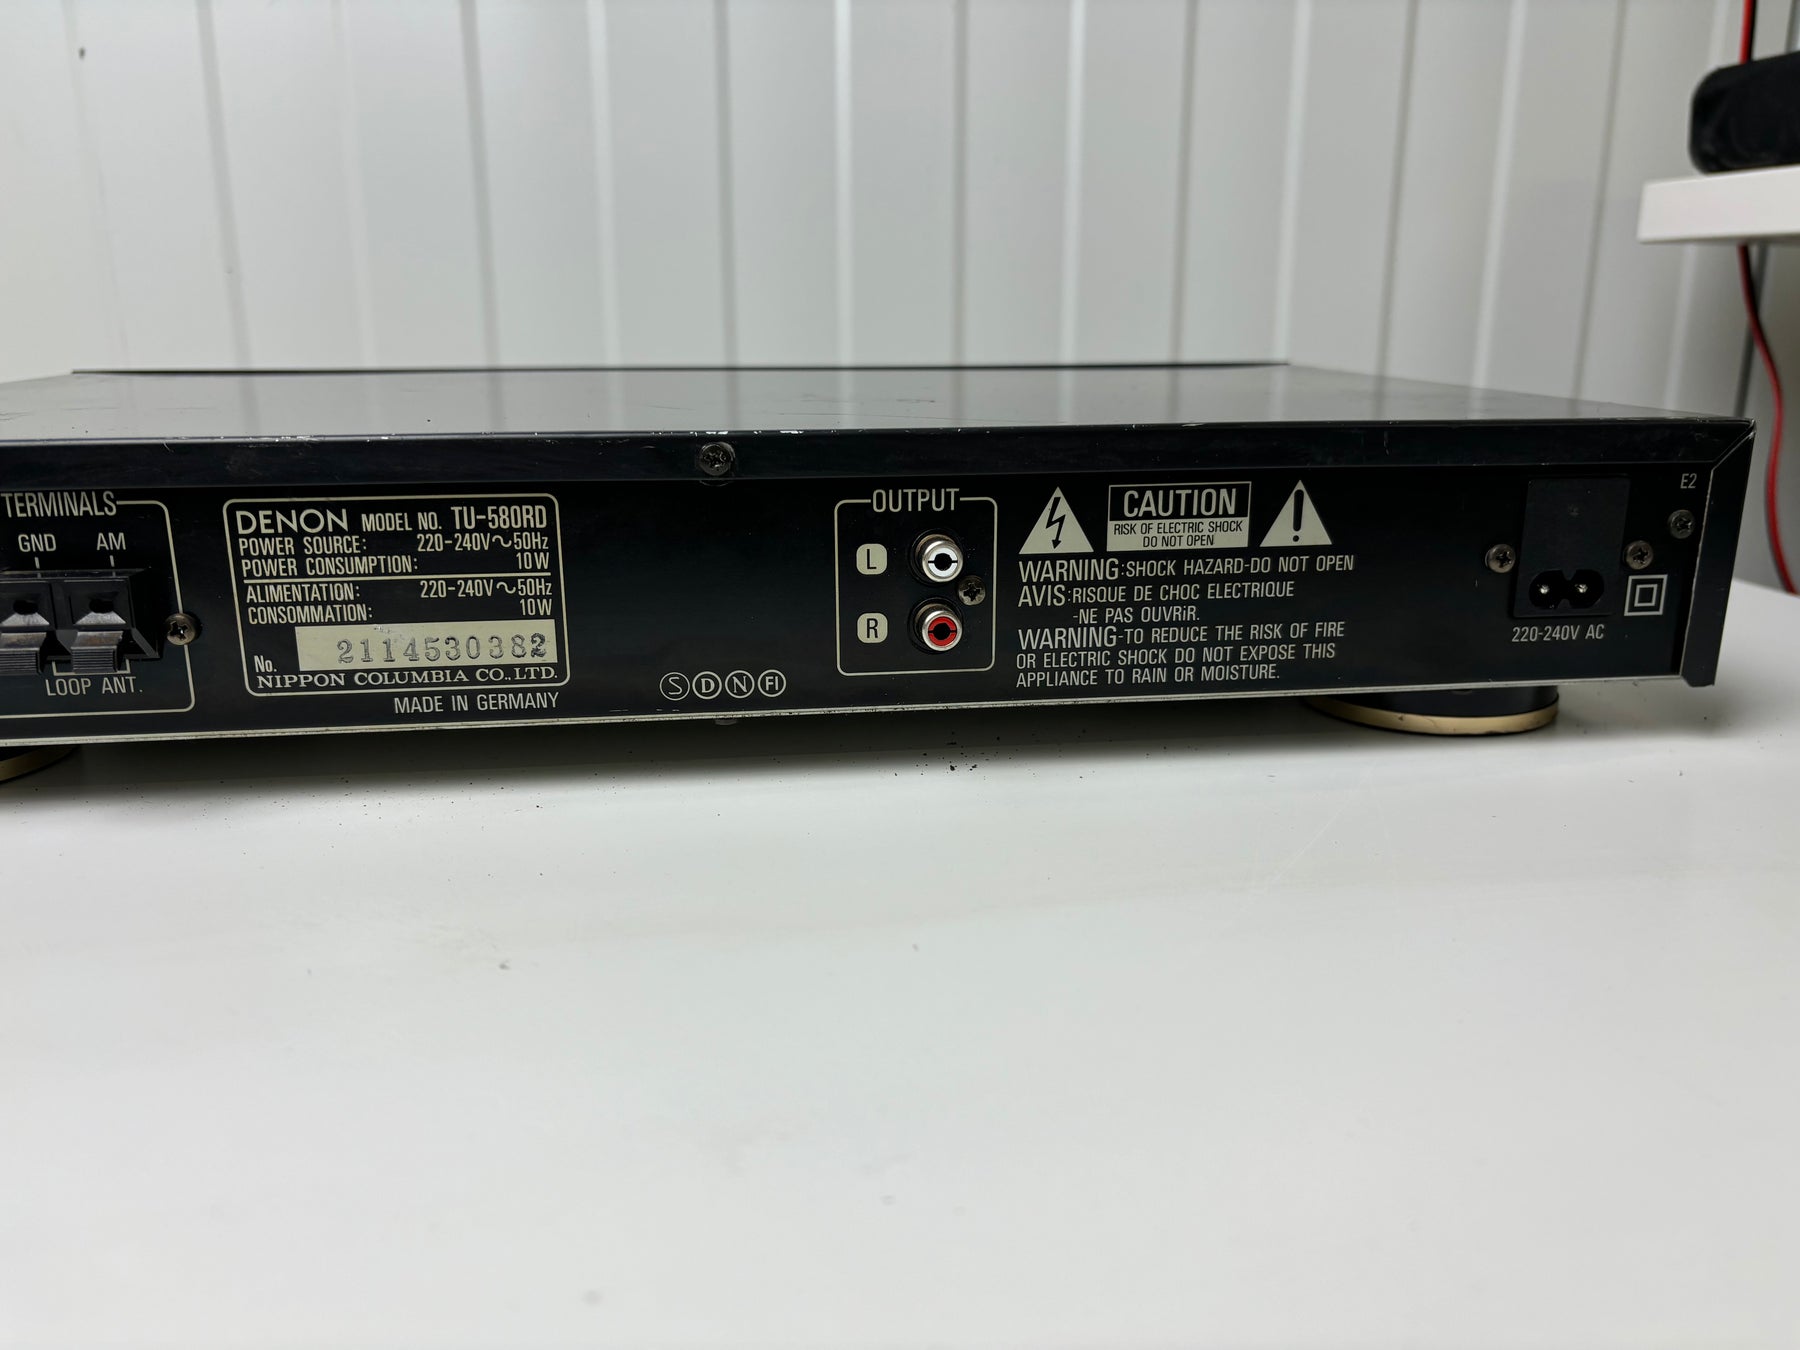 TERMINALS
GND AM
LOOP ANT.
DENON MODEL NO. TU-580RD
POWER SOURCE: 220-240V~50Hz
POWER CONSUMPTION: 10W
ALIMENTATION: 220-240V~50Hz
CONSOMMATION: 10W
No. 2114530382
NIPPON COLUMBIA CO., LTD.
MADE IN GERMANY
S D N FI
OUTPUT
L
R
CAUTION
RISK OF ELECTRIC SHOCK
DO NOT OPEN
WARNING:SHOCK HAZARD-DO NOT OPEN
AVIS:RISQUE DE CHOC ELECTRIQUE
-NE PAS OUVRiR.
WARNING-TO REDUCE THE RISK OF FIRE
OR ELECTRIC SHOCK DO NOT EXPOSE THIS
APPLIANCE TO RAIN OR MOISTURE.
E2
220-240V AC